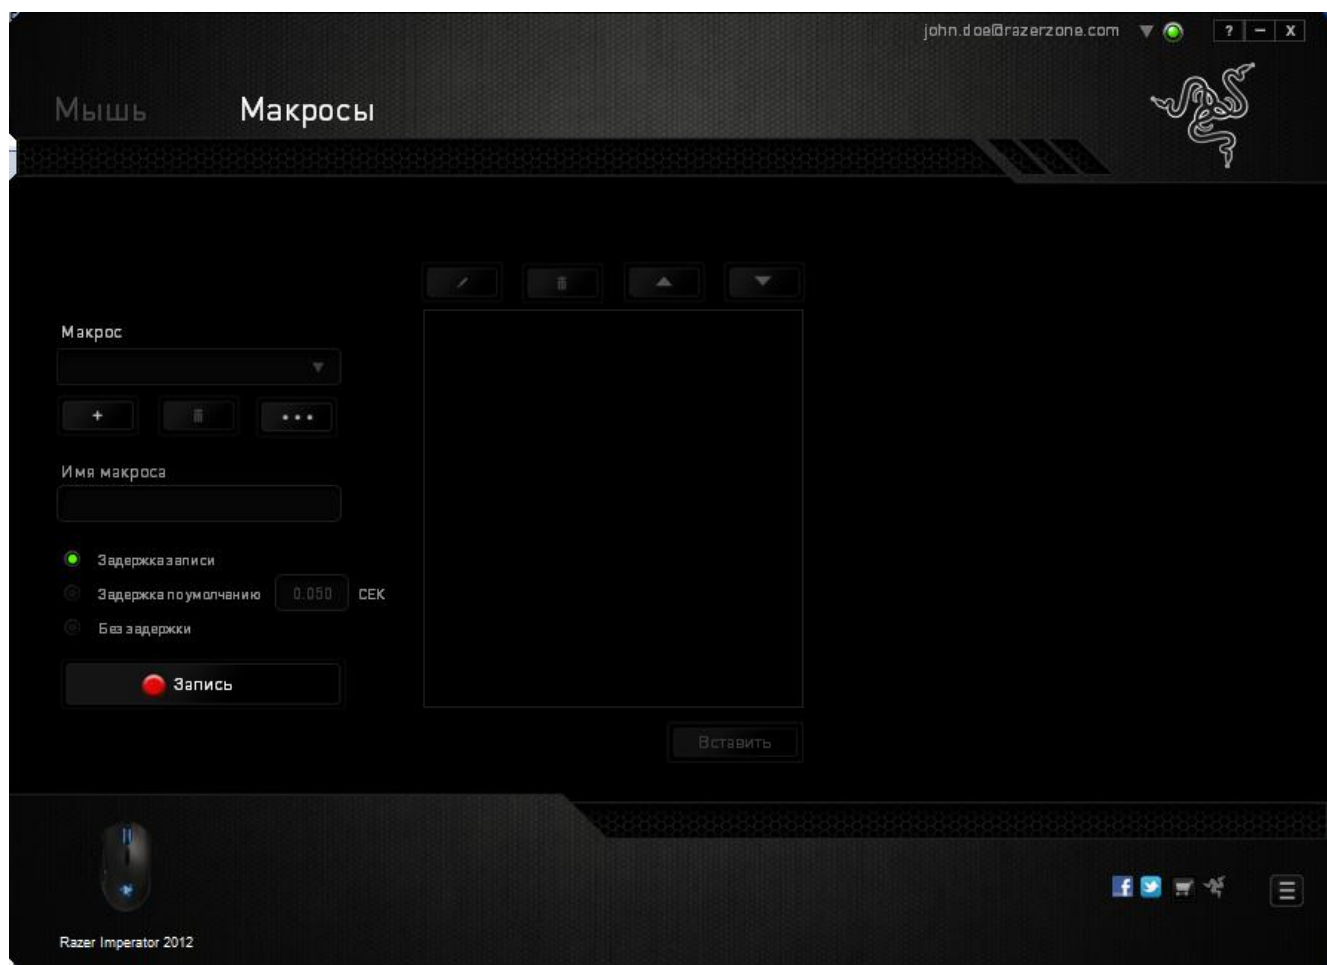 john.doe@razerzone.com ? – X
Мышь Макросы
Макрос
+
Имя макроса
Задержка записи
Задержка по умолчанию 0.050 СЕК
Без задержки
Запись
Вставить
Razer Imperator 2012